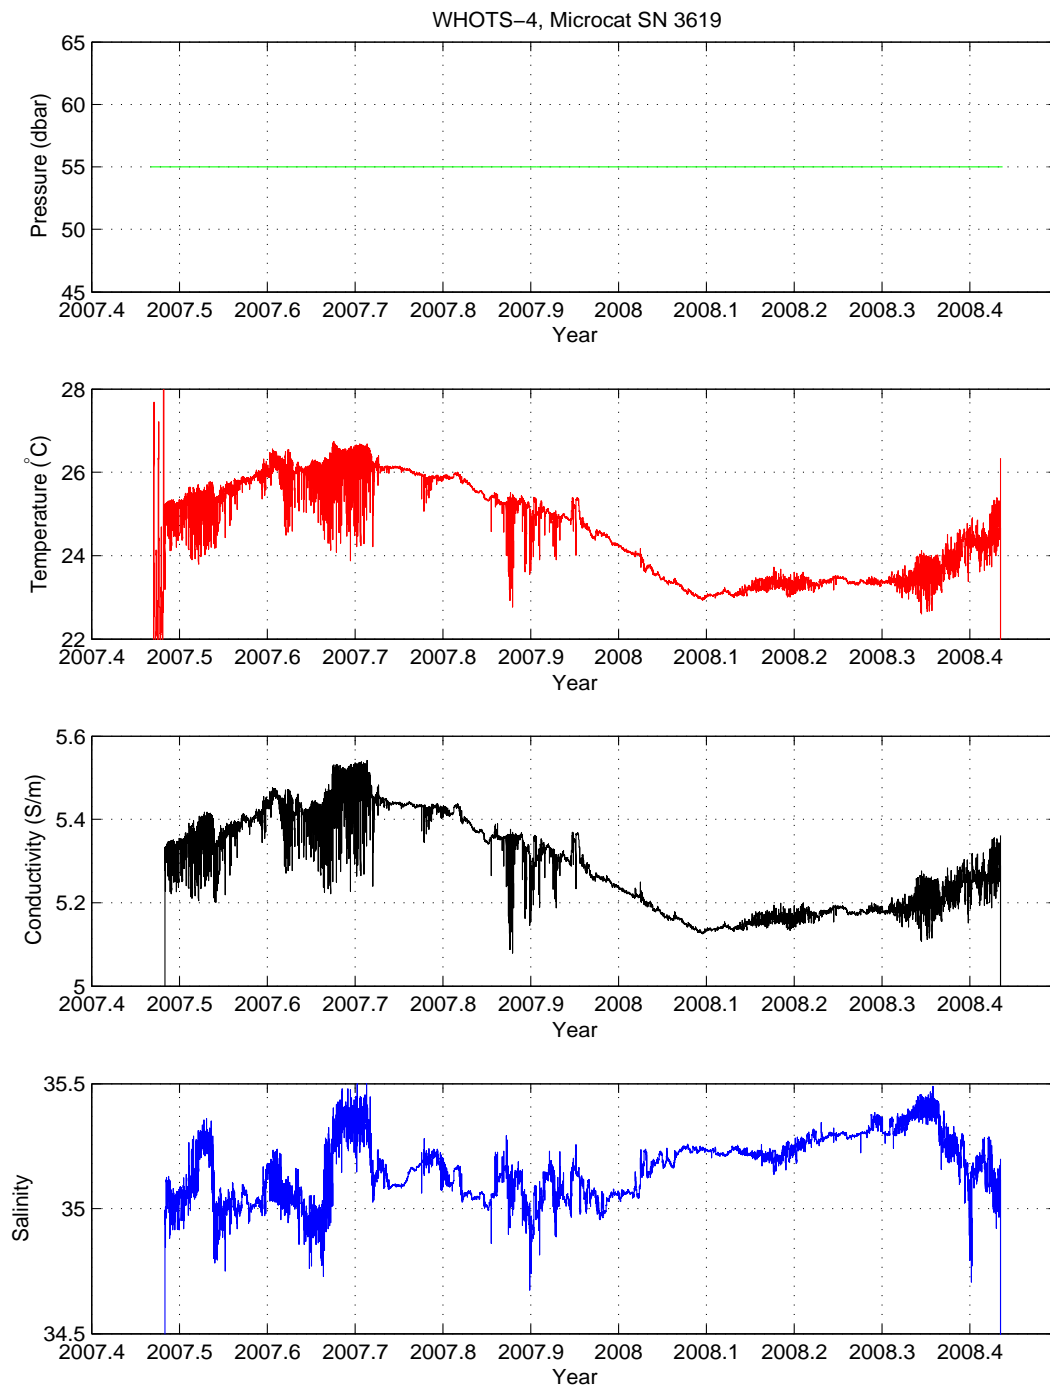 WHOTS−4, Microcat SN 3619
65
60
55
50
45
Pressure (dbar)
2007.4 2007.5 2007.6 2007.7 2007.8 2007.9 2008 2008.1 2008.2 2008.3 2008.4
Year
28
26
24
22
Temperature (°C)
2007.4 2007.5 2007.6 2007.7 2007.8 2007.9 2008 2008.1 2008.2 2008.3 2008.4
Year
5.6
5.4
5.2
5
Conductivity (S/m)
2007.4 2007.5 2007.6 2007.7 2007.8 2007.9 2008 2008.1 2008.2 2008.3 2008.4
Year
35.5
35
34.5
Salinity
2007.4 2007.5 2007.6 2007.7 2007.8 2007.9 2008 2008.1 2008.2 2008.3 2008.4
Year